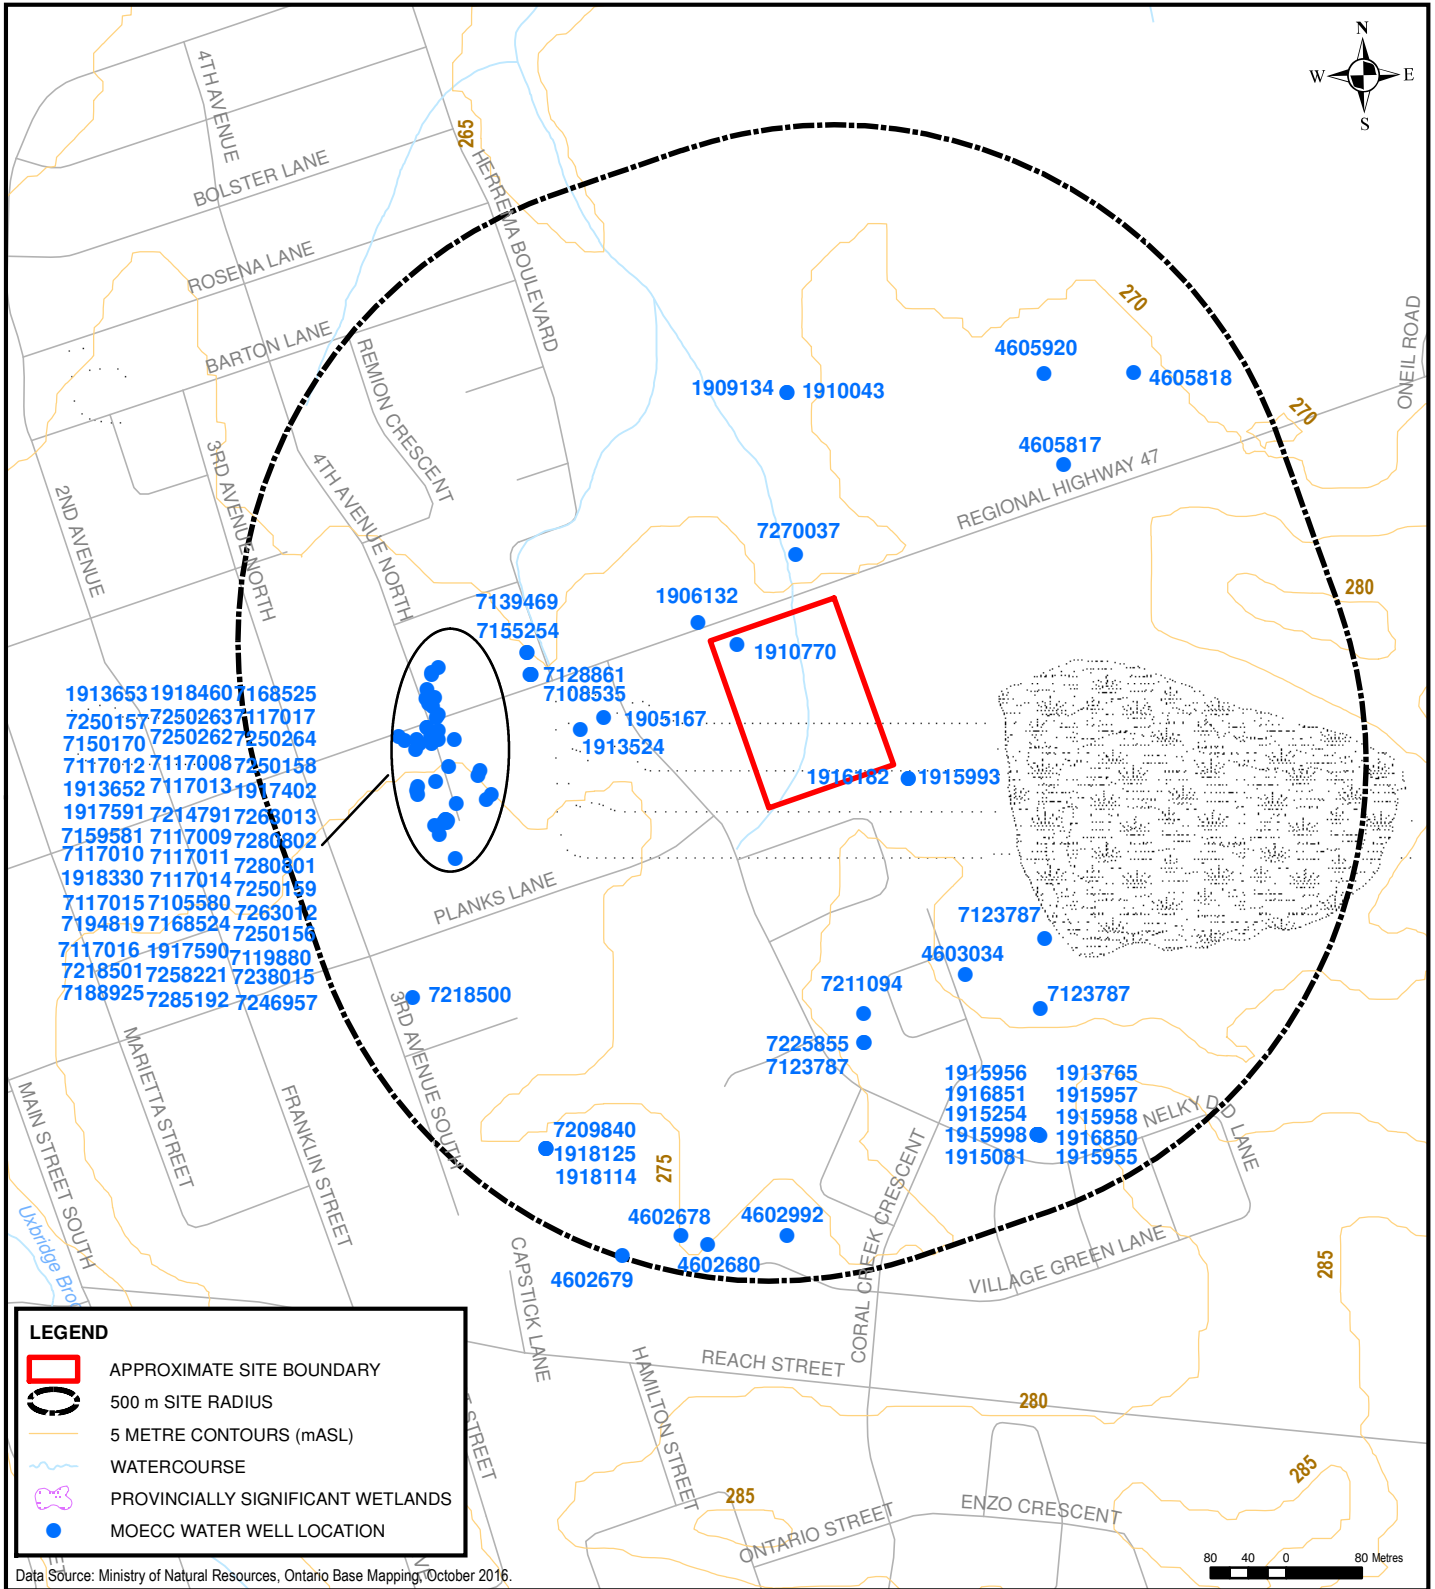 N
W E
S
4TH AVENUE
265
BOLSTER LANE
HERREMA BOULEVARD
ROSENA LANE
BARTON LANE
REMION CRESCENT
270
ONEIL ROAD
4605920
4605818
1909134 1910043
270
4605817
REGIONAL HIGHWAY 47
3RD AVENUE NORTH
4TH AVENUE NORTH
2ND AVENUE
7270037
280
7139469
1906132
7155254
1910770
7128861
7108535
1905167
1913524
1916182 1915993
1913653 1918460 7168525
7250157 7250263 7117017
7150170 7250262 7250264
7117012 7117008 7250158
1913652 7117013 1917402
1917591 7214791 7263013
7159581 7117009 7280802
7117010 7117011 7280801
1918330 7117014 7250159
7117015 7105580 7263012
7194819 7168524 7250156
7117016 1917590 7119880
7218501 7258221 7238015
7188925 7285192 7246957
PLANKS LANE
7123787
4603034
7218500
7211094
7123787
3RD AVENUE SOUTH
7225855
7123787
MARIETTA STREET
MAIN STREET SOUTH
FRANKLIN STREET
1915956 1913765
1916851 1915957
1915254 1915958
1915998 1916850
1915081 1915955
NELKYDD LANE
7209840
1918125
1918114
275
CORAL CREEK CRESCENT
4602678 4602992
4602680
4602679
VILLAGE GREEN LANE
285
CAPSTICK LANE
REACH STREET
HAMILTON STREET
280
285
285
ONTARIO STREET
ENZO CRESCENT
LEGEND
APPROXIMATE SITE BOUNDARY
500 m SITE RADIUS
5 METRE CONTOURS (mASL)
WATERCOURSE
PROVINCIALLY SIGNIFICANT WETLANDS
MOECC WATER WELL LOCATION
80 40 0 80 Metres
Data Source: Ministry of Natural Resources, Ontario Base Mapping, October 2016.
Uxbridge
STREET